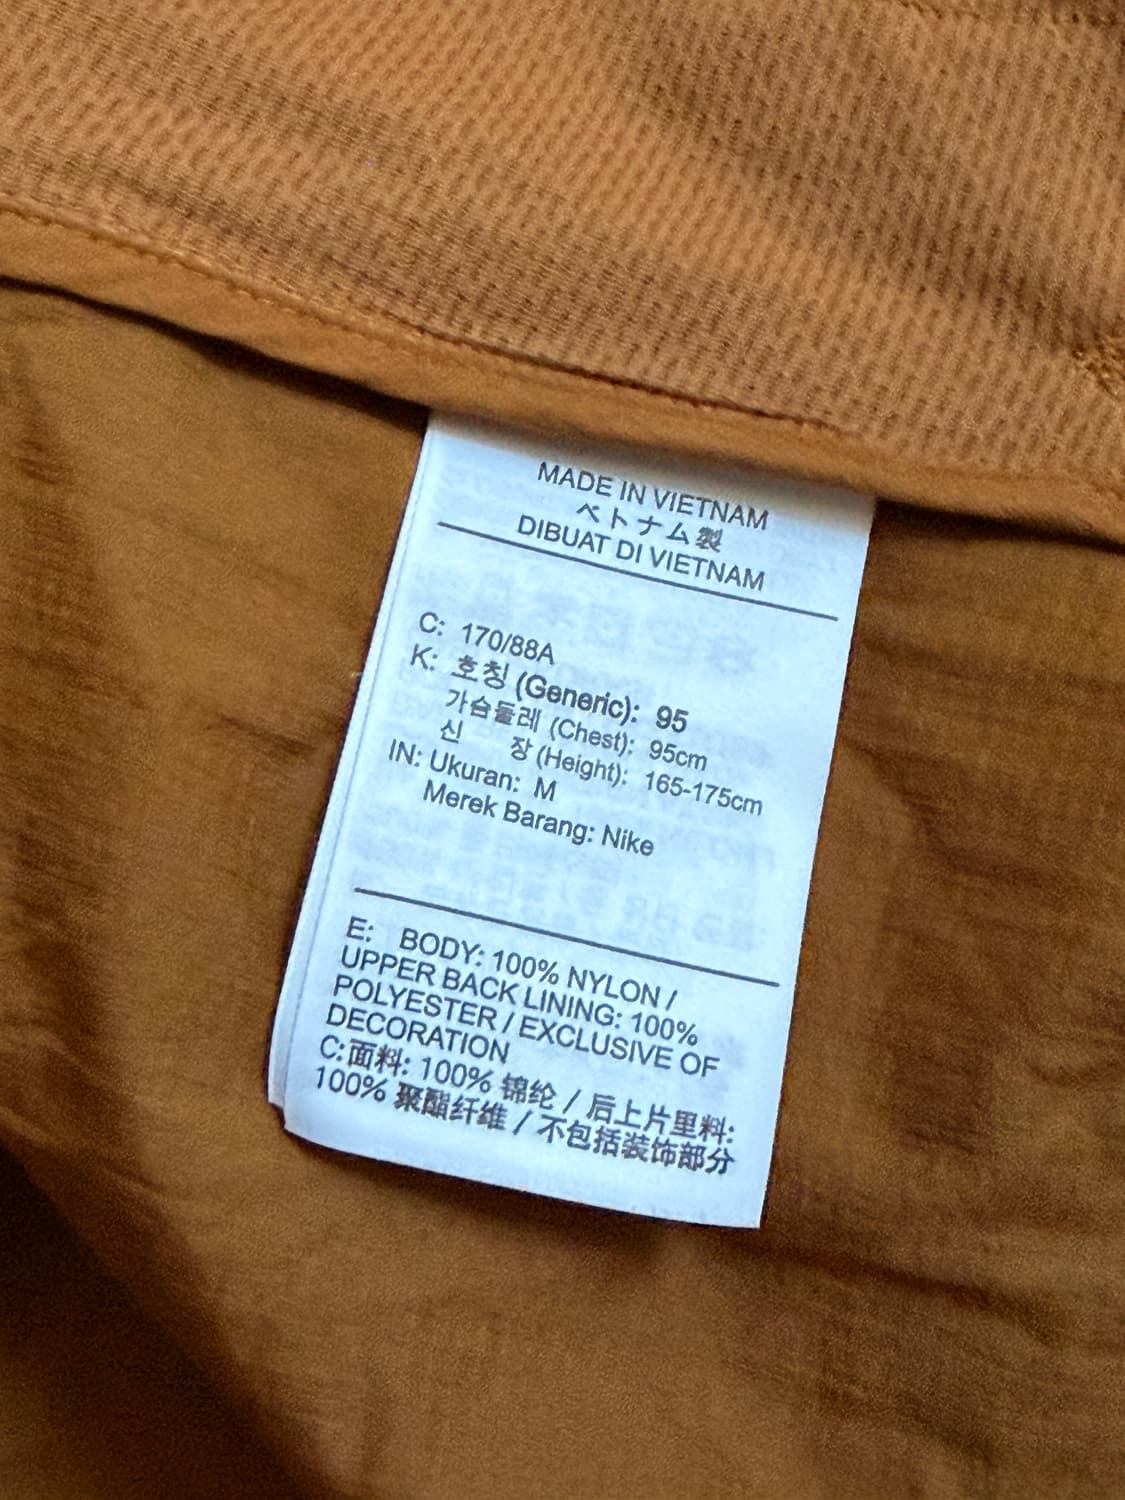 MADE IN VIETNAM
ベトナム製
DIBUAT DI VIETNAM
C: 170/88A
K: 호칭 (Generic): 95
가슴둘레 (Chest): 95cm
신 장 (Height): 165-175cm
IN: Ukuran: M
Merek Barang: Nike
E: BODY: 100% NYLON /
UPPER BACK LINING: 100%
POLYESTER / EXCLUSIVE OF
DECORATION
C:面料: 100% 锦纶 / 后上片里料:
100% 聚酯纤维 / 不包括装饰部分